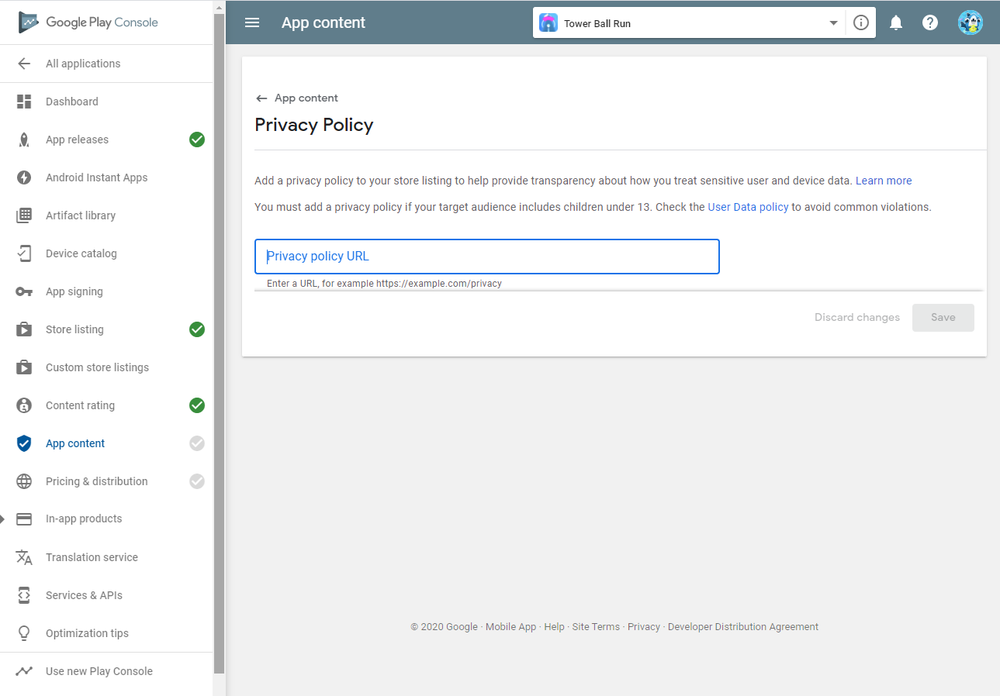 Google Play Console
App content
Tower Ball Run
All applications
Dashboard
App releases
Android Instant Apps
Artifact library
Device catalog
App signing
Store listing
Custom store listings
Content rating
App content
Pricing & distribution
In-app products
Translation service
Services & APIs
Optimization tips
Use new Play Console
App content
Privacy Policy
Add a privacy policy to your store listing to help provide transparency about how you treat sensitive user and device data. Learn more
You must add a privacy policy if your target audience includes children under 13. Check the User Data policy to avoid common violations.
Privacy policy URL
Enter a URL, for example https://example.com/privacy
Discard changes
Save
© 2020 Google · Mobile App · Help · Site Terms · Privacy · Developer Distribution Agreement